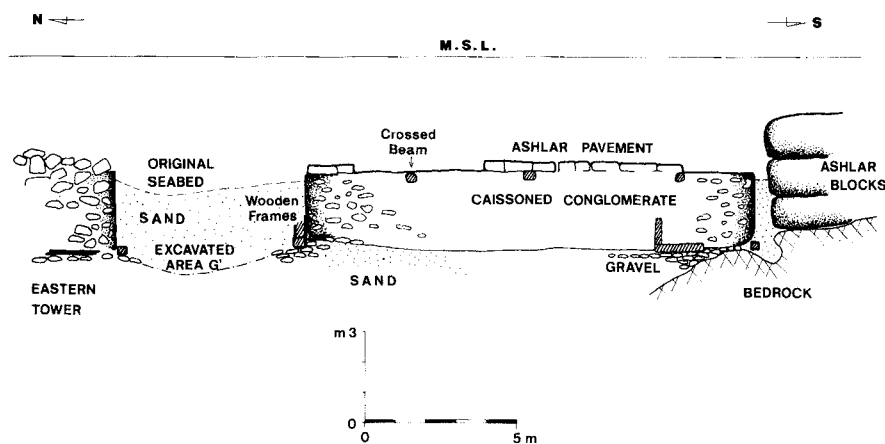 N S
M.S.L.
Crossed
Beam
ASHLAR PAVEMENT
ORIGINAL
SEABED
ASHLAR
BLOCKS
Wooden
Frames
CAISSONED CONGLOMERATE
SAND
EXCAVATED
AREA G'
SAND
GRAVEL
EASTERN
TOWER
BEDROCK
m 3
0
0 5 m